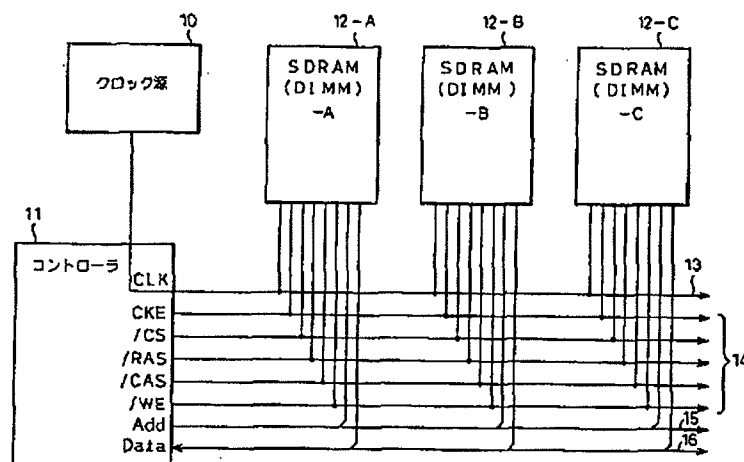 10
クロック源
12-A
SDRAM
(DIMM)
-A
12-B
SDRAM
(DIMM)
-B
12-C
SDRAM
(DIMM)
-C
11
コントローラ
CLK
13
CKE
/CS
/RAS
14
/CAS
/WE
Add
15
Data
16